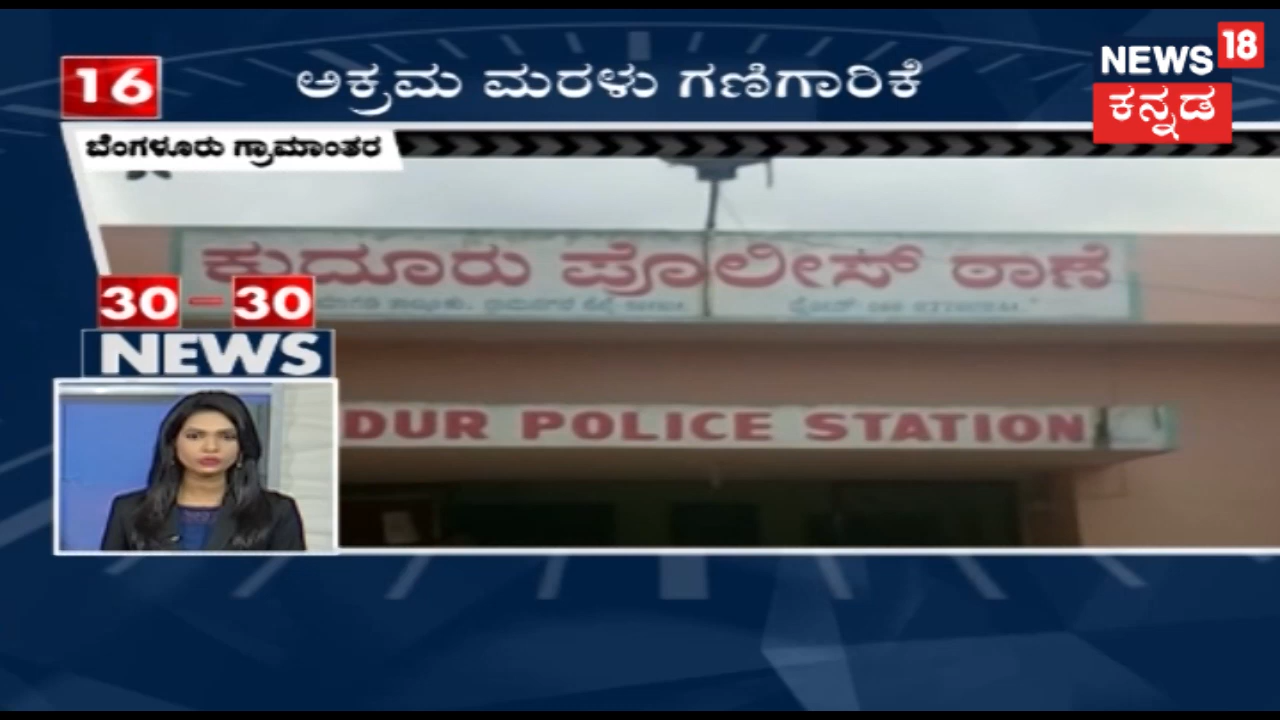 16 ಅಕ್ರಮ ಮರಳು ಗಣಿಗಾರಿಕೆ
NEWS 18
ಕನ್ನಡ
ಬೆಂಗಳೂರು ಗ್ರಾಮಾಂತರ
ಕುದೂರು ಪೊಲೀಸ್ ಠಾಣೆ
30-30
NEWS
DUR POLICE STATION